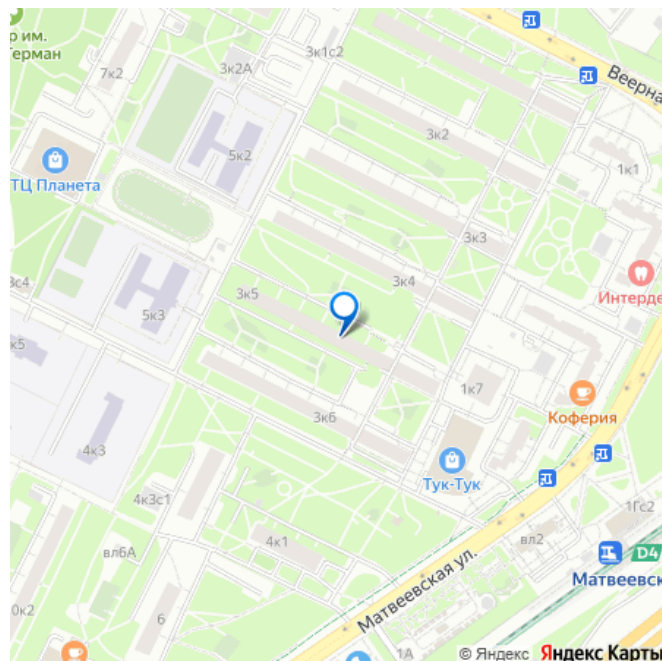 р им.
Герман
7к2
3к1с2
3к2А
Веерна
5к2
3к2
1к1
ТЦ Планета
3к3
3с4
3к5
3к4
Интерде
5к3
к5
1к7
Коферия
3к6
4к3
Тук-Тук
4к3с1
1Гс2
4к1
вл2
D4
вл6А
Матвеевская ул.
Матвеевск
0к2
6
1А
© Яндекс Яндекс Карты